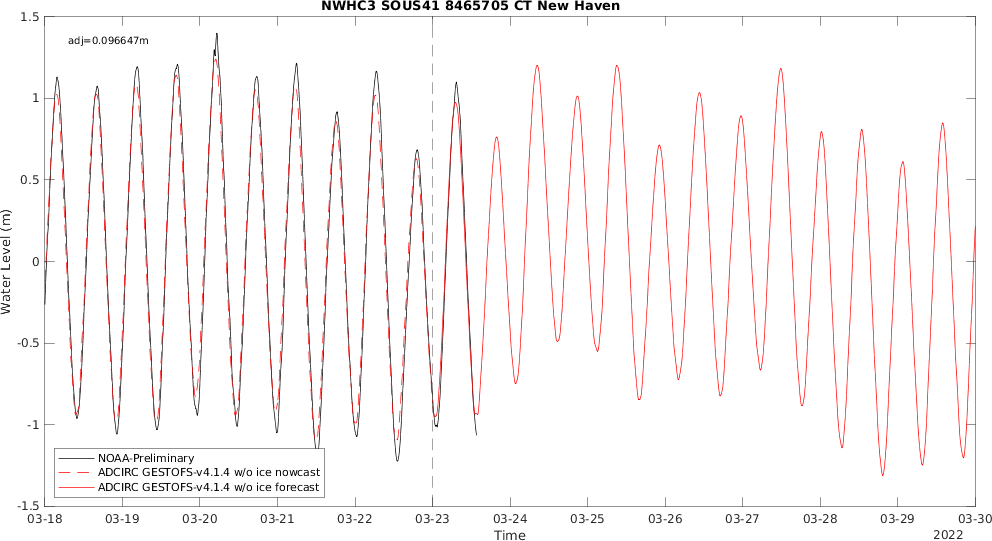 NWHC3 SOUS41 8465705 CT New Haven
adj=0.096647m
1.5
1
0.5
0
-0.5
-1
-1.5
Water Level (m)
NOAA-Preliminary
ADCIRC GESTOFS-v4.1.4 w/o ice nowcast
ADCIRC GESTOFS-v4.1.4 w/o ice forecast
03-18 03-19 03-20 03-21 03-22 03-23 03-24 03-25 03-26 03-27 03-28 03-29 03-30
Time
2022